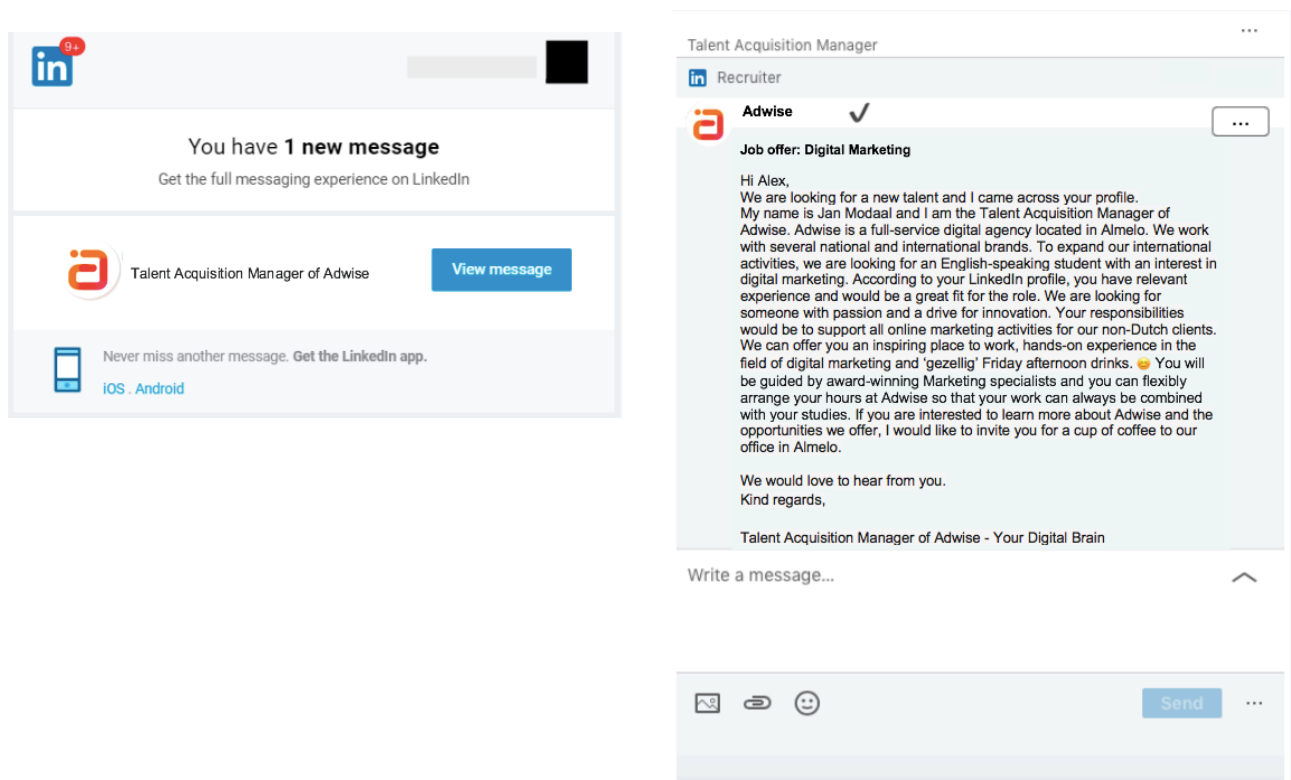 in 9+
You have 1 new message
Get the full messaging experience on LinkedIn
Talent Acquisition Manager of Adwise
View message
Never miss another message. Get the LinkedIn app.
iOS . Android
Talent Acquisition Manager
...
in Recruiter
Adwise
...
Job offer: Digital Marketing
Hi Alex,
We are looking for a new talent and I came across your profile.
My name is Jan Modaal and I am the Talent Acquisition Manager of
Adwise. Adwise is a full-service digital agency located in Almelo. We work
with several national and international brands. To expand our international
activities, we are looking for an English-speaking student with an interest in
digital marketing. According to your LinkedIn profile, you have relevant
experience and would be a great fit for the role. We are looking for
someone with passion and a drive for innovation. Your responsibilities
would be to support all online marketing activities for our non-Dutch clients.
We can offer you an inspiring place to work, hands-on experience in the
field of digital marketing and ‘gezellig’ Friday afternoon drinks. 😊 You will
be guided by award-winning Marketing specialists and you can flexibly
arrange your hours at Adwise so that your work can always be combined
with your studies. If you are interested to learn more about Adwise and the
opportunities we offer, I would like to invite you for a cup of coffee to our
office in Almelo.
We would love to hear from you.
Kind regards,
Talent Acquisition Manager of Adwise - Your Digital Brain
Write a message...
Send ...